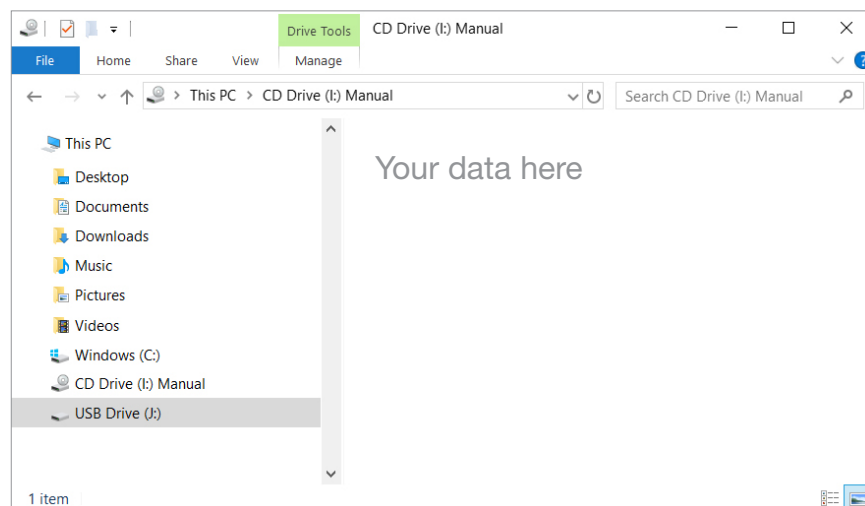 Drive Tools CD Drive (I:) Manual
File Home Share View Manage
This PC > CD Drive (I:) Manual Search CD Drive (I:) Manual
This PC
Your data here
Desktop
Documents
Downloads
Music
Pictures
Videos
Windows (C:)
CD Drive (I:) Manual
USB Drive (J:)
1 item